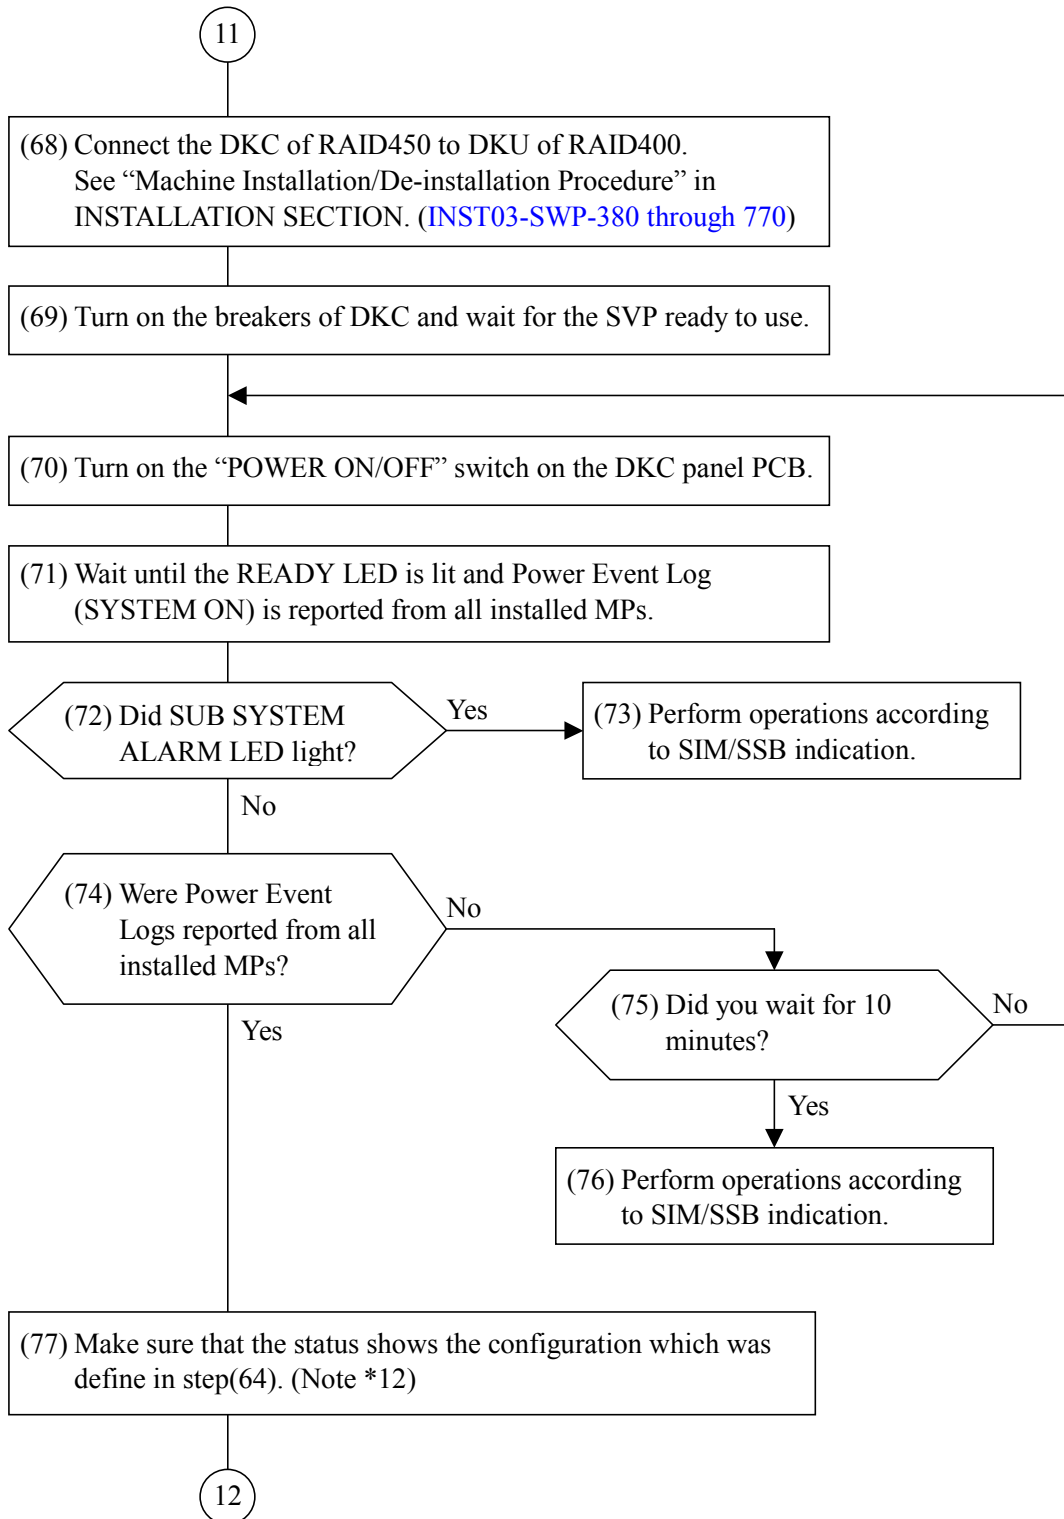 11
(68) Connect the DKC of RAID450 to DKU of RAID400.
See “Machine Installation/De-installation Procedure” in
INSTALLATION SECTION. (INST03-SWP-380 through 770)
(69) Turn on the breakers of DKC and wait for the SVP ready to use.
(70) Turn on the “POWER ON/OFF” switch on the DKC panel PCB.
(71) Wait until the READY LED is lit and Power Event Log
(SYSTEM ON) is reported from all installed MPs.
(72) Did SUB SYSTEM
ALARM LED light?
Yes
(73) Perform operations according
to SIM/SSB indication.
No
(74) Were Power Event
Logs reported from all
installed MPs?
No
(75) Did you wait for 10
minutes?
No
Yes
Yes
(76) Perform operations according
to SIM/SSB indication.
(77) Make sure that the status shows the configuration which was
define in step(64). (Note *12)
12